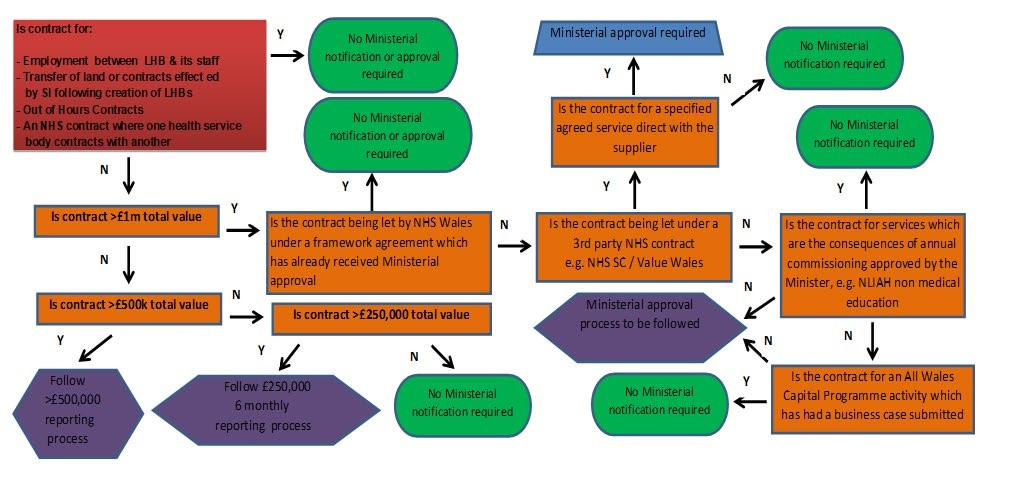 Is contract for:
- Employment between LHB & its staff
- Transfer of land or contracts effect ed
by SI following creation of LHBs
- Out of Hours Contracts
- An NHS contract where one health service
body contracts with another
Y
No Ministerial
notification or approval
required
No Ministerial
notification or approval
required
Ministerial approval required
No Ministerial
notification required
Y
N
Is the contract for a specified
agreed service direct with the
supplier
No Ministerial
notification required
N
Y
Y
Y
Is contract >£1m total value
Y
Is the contract being let by NHS Wales
under a framework agreement which
has already received Ministerial
approval
N
Is the contract being let under a
3rd party NHS contract
e.g. NHS SC / Value Wales
N
Is the contract for services which
are the consequences of annual
commissioning approved by the
Minister, e.g. NLIAH non medical
education
N
Is contract >£500k total value
N
Is contract >£250,000 total value
Ministerial approval
process to be followed
N
N
N
Y
Follow
>£500,000
reporting
process
Y
Follow £250,000
6 monthly
reporting process
N
No Ministerial
notification required
No Ministerial
notification required
Y
Is the contract for an All Wales
Capital Programme activity which
has had a business case submitted